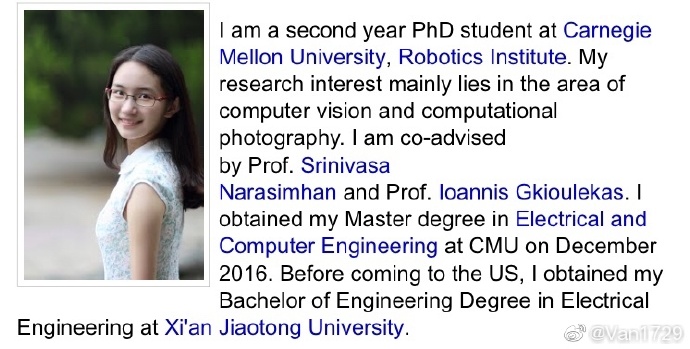 I am a second year PhD student at Carnegie
Mellon University, Robotics Institute. My
research interest mainly lies in the area of
computer vision and computational
photography. I am co-advised
by Prof. Srinivasa
Narasimhan and Prof. Ioannis Gkioulekas. I
obtained my Master degree in Electrical and
Computer Engineering at CMU on December
2016. Before coming to the US, I obtained my
Bachelor of Engineering Degree in Electrical
Engineering at Xi'an Jiaotong University.
@Van1729